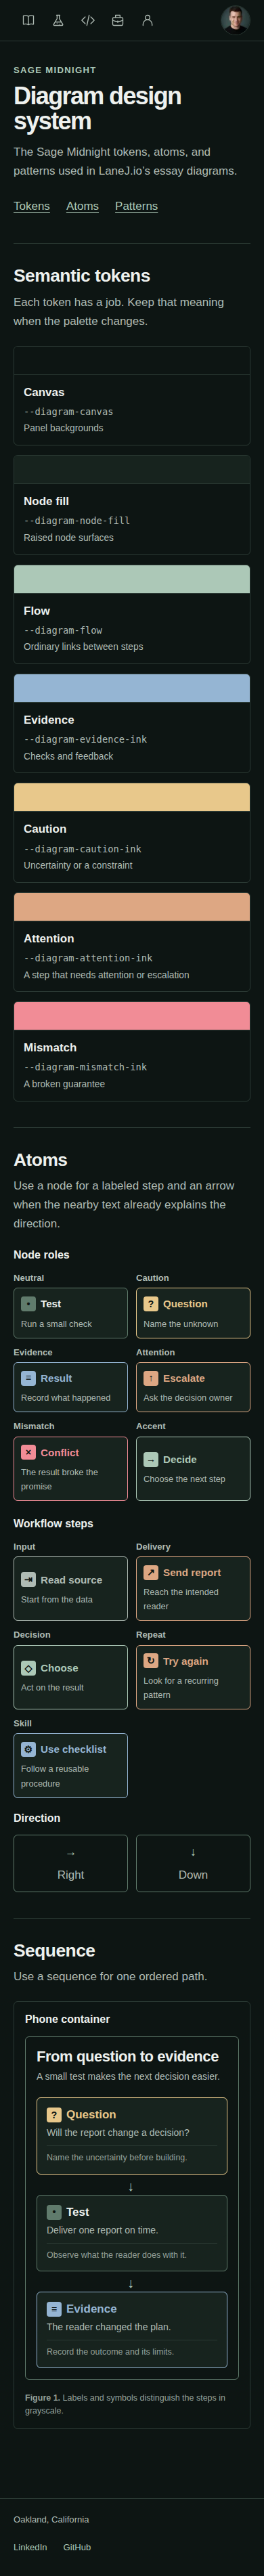 SAGE MIDNIGHT
Diagram design
system
The Sage Midnight tokens, atoms, and
patterns used in LaneJ.io's essay diagrams.
Tokens Atoms Patterns
Semantic tokens
Each token has a job. Keep that meaning
when the palette changes.
Canvas
--diagram-canvas
Panel backgrounds
Node fill
--diagram-node-fill
Raised node surfaces
Flow
--diagram-flow
Ordinary links between steps
Evidence
--diagram-evidence-ink
Checks and feedback
Caution
--diagram-caution-ink
Uncertainty or a constraint
Attention
--diagram-attention-ink
A step that needs attention or escalation
Mismatch
--diagram-mismatch-ink
A broken guarantee
Atoms
Use a node for a labeled step and an arrow
when the nearby text already explains the
direction.
Node roles
Neutral
Test
Run a small check
Caution
? Question
Name the unknown
Evidence
= Result
Record what happened
Attention
↑ Escalate
Ask the decision owner
Mismatch
× Conflict
The result broke the
promise
Accent
→ Decide
Choose the next step
Workflow steps
Input
⇥ Read source
Start from the data
Delivery
↗ Send report
Reach the intended
reader
Decision
◇ Choose
Act on the result
Repeat
↻ Try again
Look for a recurring
pattern
Skill
⚙ Use checklist
Follow a reusable
procedure
Direction
→
Right
↓
Down
Sequence
Use a sequence for one ordered path.
Phone container
From question to evidence
A small test makes the next decision easier.
? Question
Will the report change a decision?
Name the uncertainty before building.
↓
Test
Deliver one report on time.
Observe what the reader does with it.
↓
= Evidence
The reader changed the plan.
Record the outcome and its limits.
Figure 1. Labels and symbols distinguish the steps in
grayscale.
Oakland, California
LinkedIn GitHub